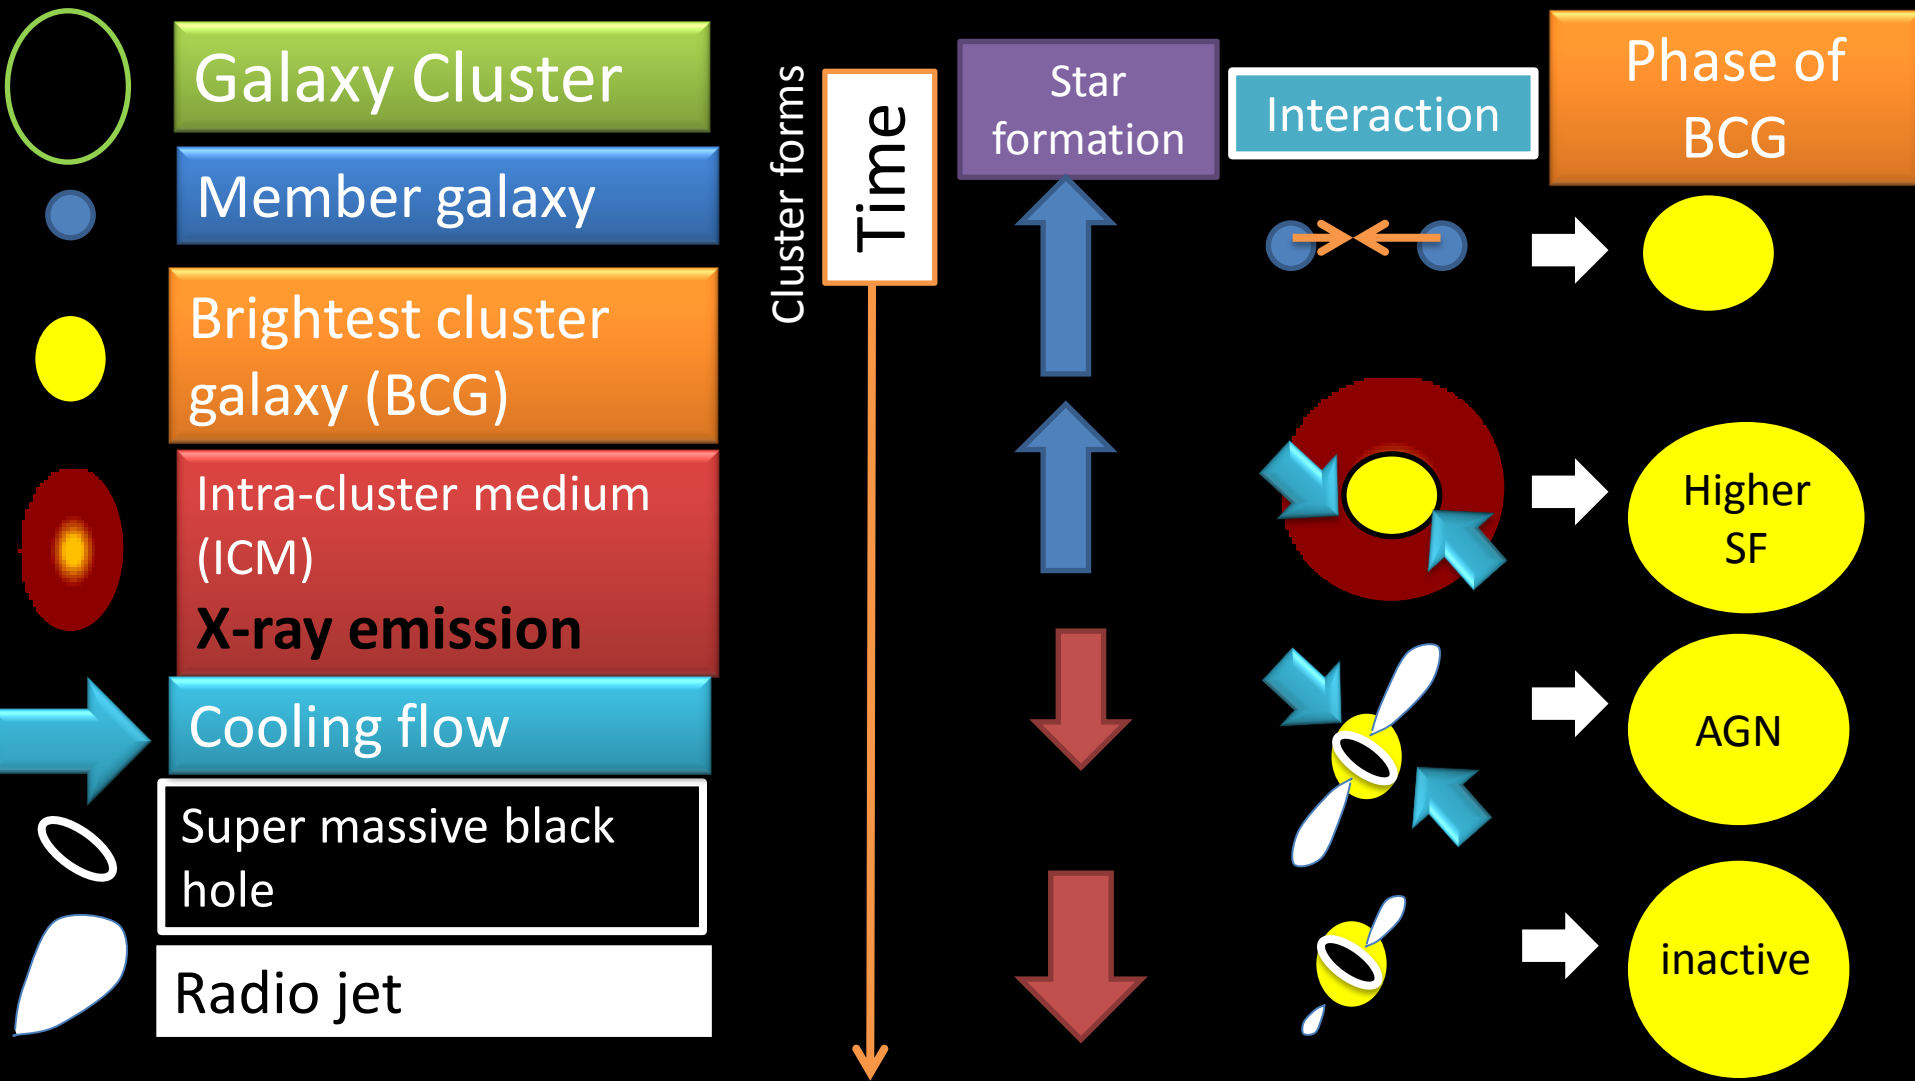 Galaxy Cluster
Member galaxy
Brightest cluster
galaxy (BCG)
Intra-cluster medium
(ICM)
X-ray emission
Cooling flow
Super massive black
hole
Radio jet
Cluster forms
Time
Star
formation
Interaction
Phase of
BCG
Higher
SF
AGN
inactive